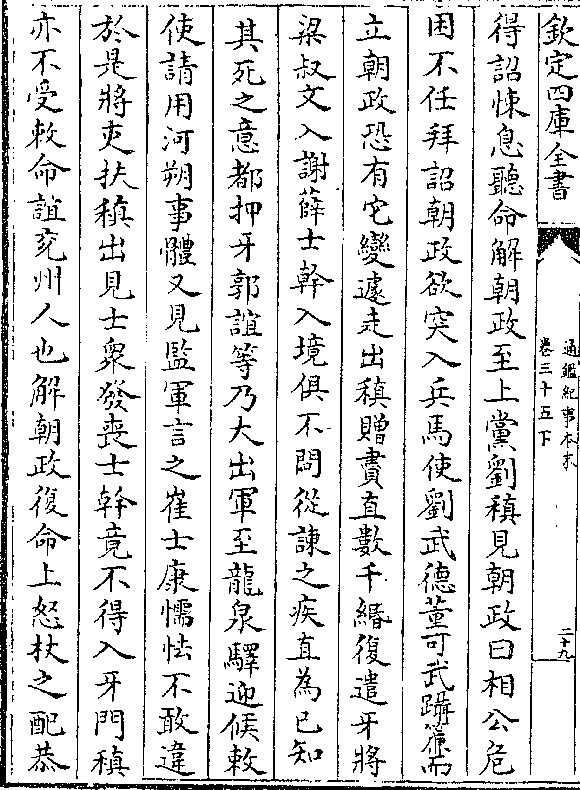 欽定四庫全書
通鑑紀事本末
卷三十五下
二十九
得詔悚息聽命解朝政至上黨劉稹見朝政曰相公危
困不任拜詔朝政欲突入兵馬使劉武德董可武躡簾而
立朝政恐有它變遽走出稹贈賮直數千緡復遣牙將
梁叔文入謝薛士幹入境俱不問從諫之疾直為已知
其死之意都押牙郭誼等乃大出軍至龍泉驛迎候敕
使請用河朔事體又見監軍言之崔士康懦怯不敢違
於是將吏扶稹出見士衆發喪士幹竟不得入牙門稹
亦不受敕命誼兗州人也解朝政復命上怒杖之配恭